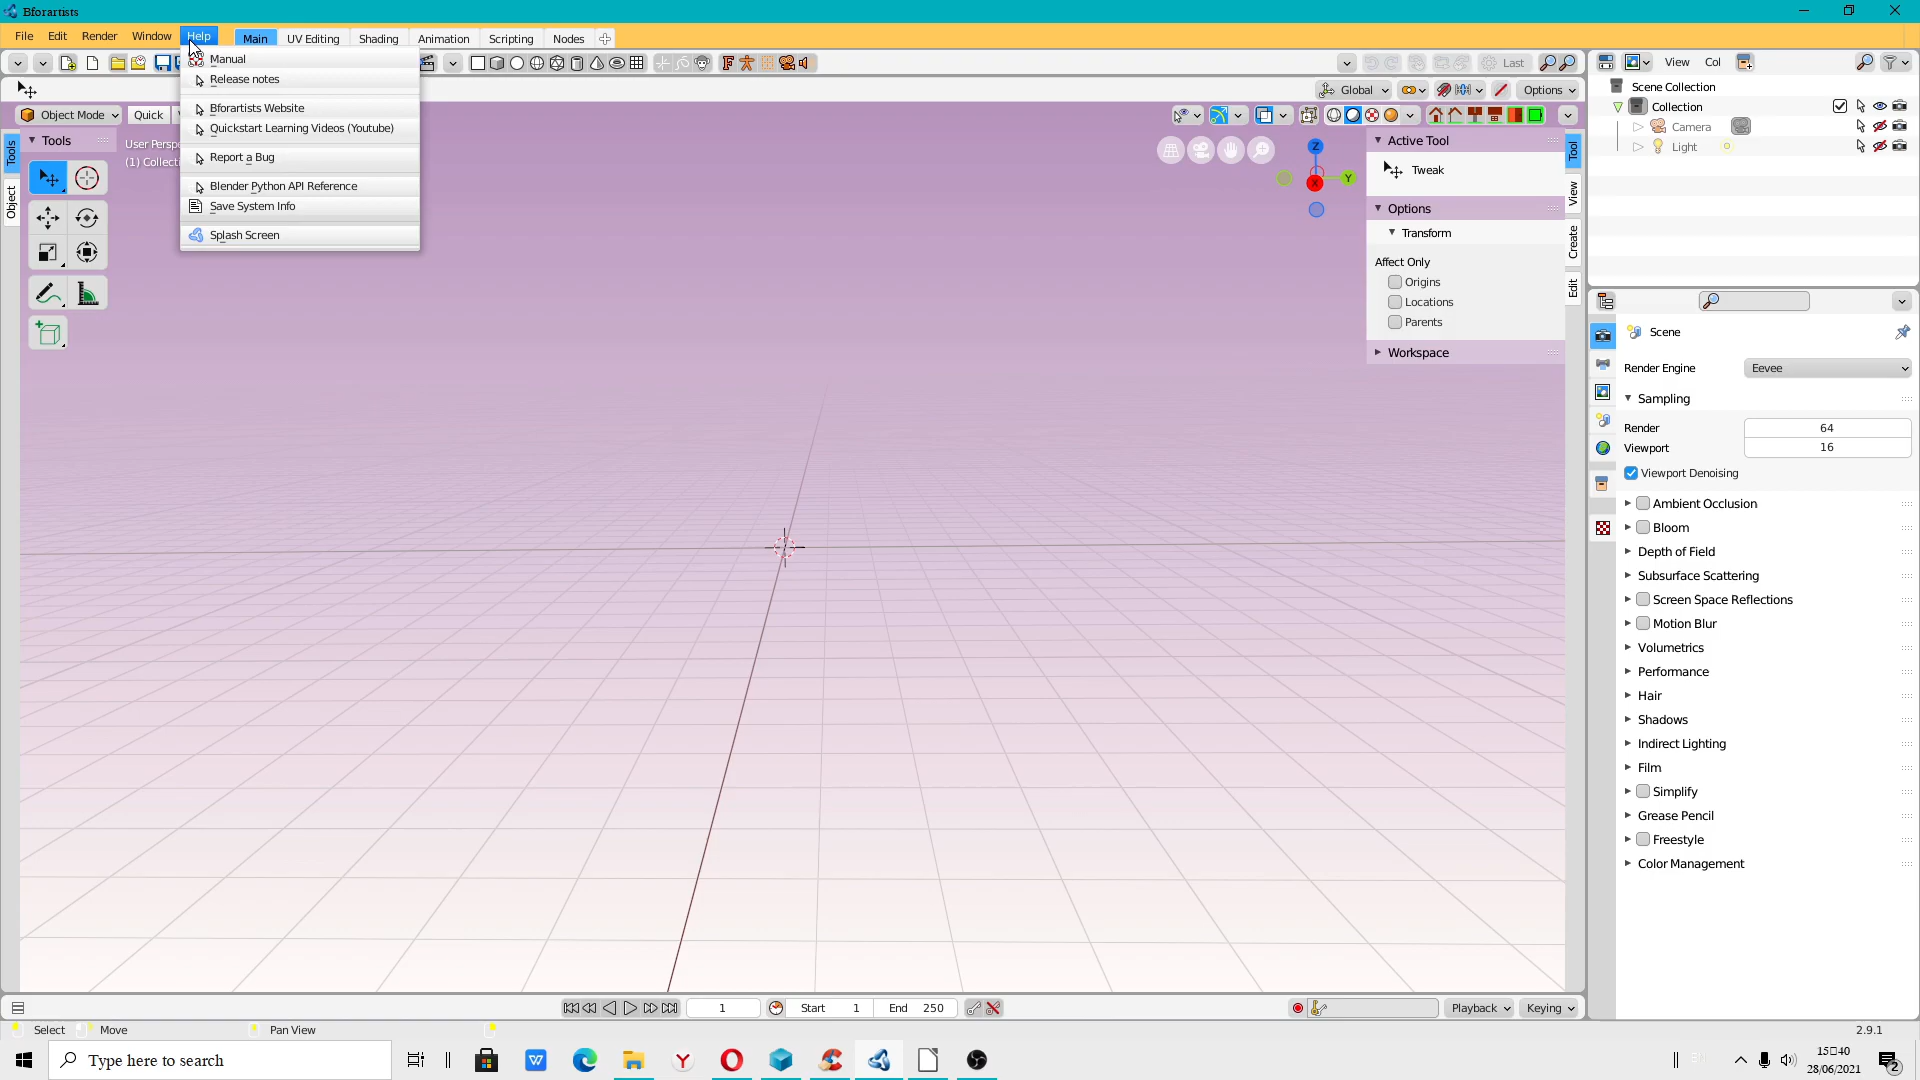 Bforartists
File Edit Render Window Help Main UV Editing Shading Animation Scripting Nodes
Manual
Release notes
Bforartists Website
Quickstart Learning Videos (Youtube)
Report a Bug
Blender Python API Reference
Save System Info
Splash Screen
Last
Global
Options
Object Mode Quick
Tools
User Perspe
(1) Collecti
Tools
Object
Active Tool
Tweak
Options
Transform
Affect Only
Origins
Locations
Parents
Workspace
Tool
View
Create
Edit
View Col
Scene Collection
Collection
Camera
Light
Scene
Render Engine Eevee
Sampling
Render 64
Viewport 16
Viewport Denoising
Ambient Occlusion
Bloom
Depth of Field
Subsurface Scattering
Screen Space Reflections
Motion Blur
Volumetrics
Performance
Hair
Shadows
Indirect Lighting
Film
Simplify
Grease Pencil
Freestyle
Color Management
Z
Y
X
1 Start 1 End 250 Playback Keying
Select Move Pan View
2.9.1
Type here to search
15:40
28/06/2021
2